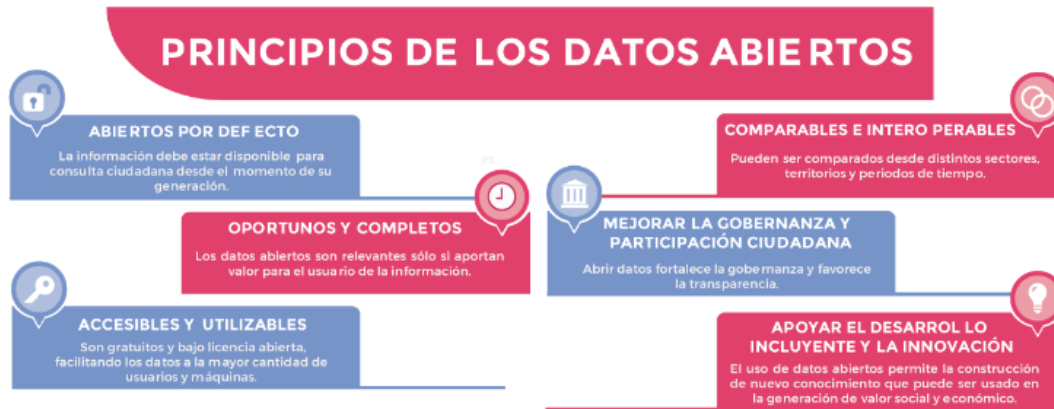 PRINCIPIOS DE LOS DATOS ABIERTOS
ABIERTOS POR DEFECTO
La información debe estar disponible para
consulta ciudadana desde el momento de su
generación.
OPORTUNOS Y COMPLETOS
Los datos abiertos son relevantes sólo si aportan
valor para el usuario de la información.
ACCESIBLES Y UTILIZABLES
Son gratuitos y bajo licencia abierta,
facilitando los datos a la mayor cantidad de
usuarios y máquinas.
COMPARABLES E INTERO PERABLES
Pueden ser comparados desde distintos sectores,
territorios y periodos de tiempo.
MEJORAR LA GOBERNANZA Y
PARTICIPACIÓN CIUDADANA
Abrir datos fortalece la gobernanza y favorece
la transparencia.
APOYAR EL DESARROL LO
INCLUYENTE Y LA INNOVACIÓN
El uso de datos abiertos permite la construcción
de nuevo conocimiento que puede ser usado en
la generación de valor social y económico.